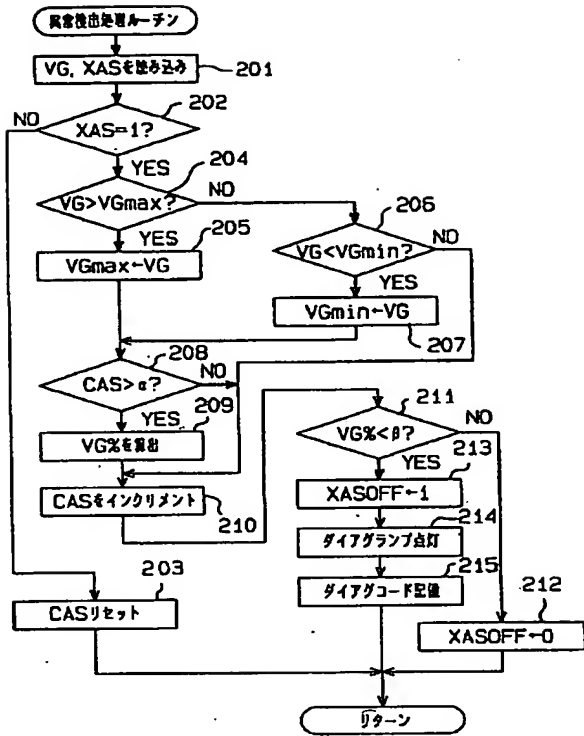 異常検出処理ルーチン
VG, XASを読み込み
201
202
NO
XAS=1?
YES
204
VG>VGmax?
NO
206
YES
205
VGmax←VG
VG<VGmin?
NO
YES
VGmin←VG
207
208
CAS>α?
NO
YES
209
VG%を算出
211
VG%<β?
NO
YES
213
CASをインクリメント
210
XASOFF←1
214
ダイアグランプ点灯
215
ダイアグコード記憶
203
CASリセット
212
XASOFF←0
リターン